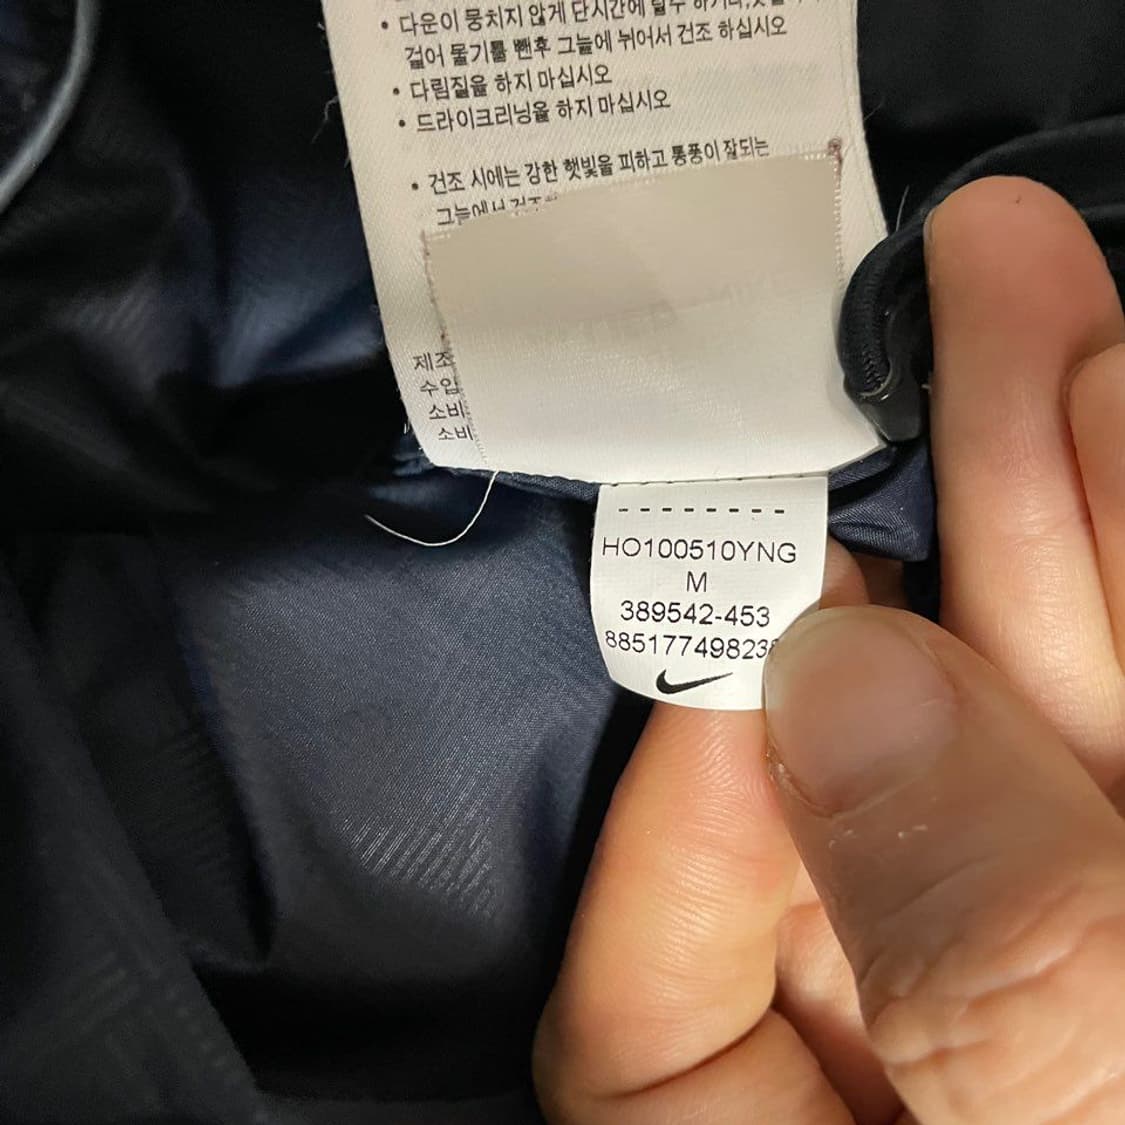 • 다운이 뭉치지 않게 단시간에 탈수 하거나,
걸어 물기를 뺀후 그늘에 뉘어서 건조 하십시오
• 다림질을 하지 마십시오
• 드라이크리닝을 하지 마십시오
• 건조 시에는 강한 햇빛을 피하고 통풍이 잘되는
그늘에서
제조
수입
소비
소비
HO100510YNG
M
389542-453
88517749823